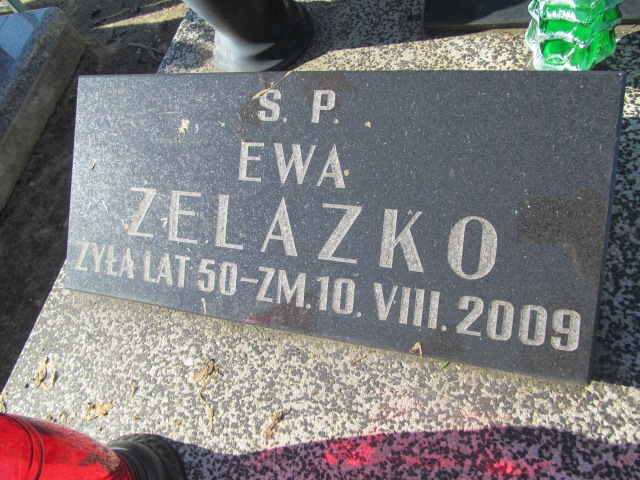 Ś. P.
EWA
ŻELAZKO
ŻYŁA LAT 50-ZM. 10. VIII. 2009